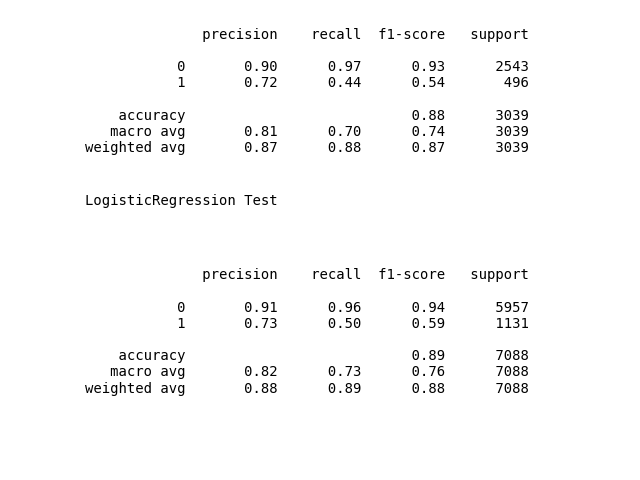 precision recall f1-score support
0 0.90 0.97 0.93 2543
1 0.72 0.44 0.54 496
accuracy 0.88 3039
macro avg 0.81 0.70 0.74 3039
weighted avg 0.87 0.88 0.87 3039
LogisticRegression Test
precision recall f1-score support
0 0.91 0.96 0.94 5957
1 0.73 0.50 0.59 1131
accuracy 0.89 7088
macro avg 0.82 0.73 0.76 7088
weighted avg 0.88 0.89 0.88 7088